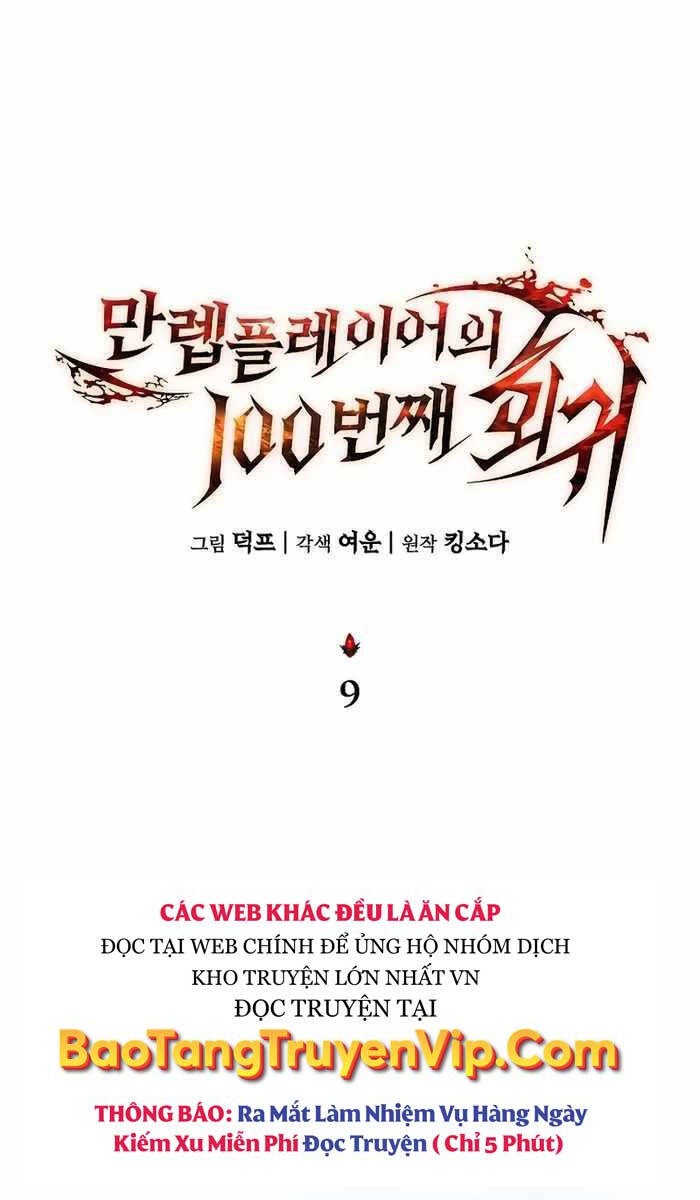 만렙플레이어의
100번째 회귀
그림 덕프 | 각색 여운 | 원작 킹소다
9
CÁC WEB KHÁC ĐỀU LÀ ĂN CẮP
ĐỌC TẠI WEB CHÍNH ĐỂ ỦNG HỘ NHÓM DỊCH
KHO TRUYỆN LỚN NHẤT VN
ĐỌC TRUYỆN TẠI
BaoTangTruyenVip.Com
THÔNG BÁO: Ra Mắt Làm Nhiệm Vụ Hàng Ngày
Kiếm Xu Miễn Phí Đọc Truyện ( Chỉ 5 Phút)